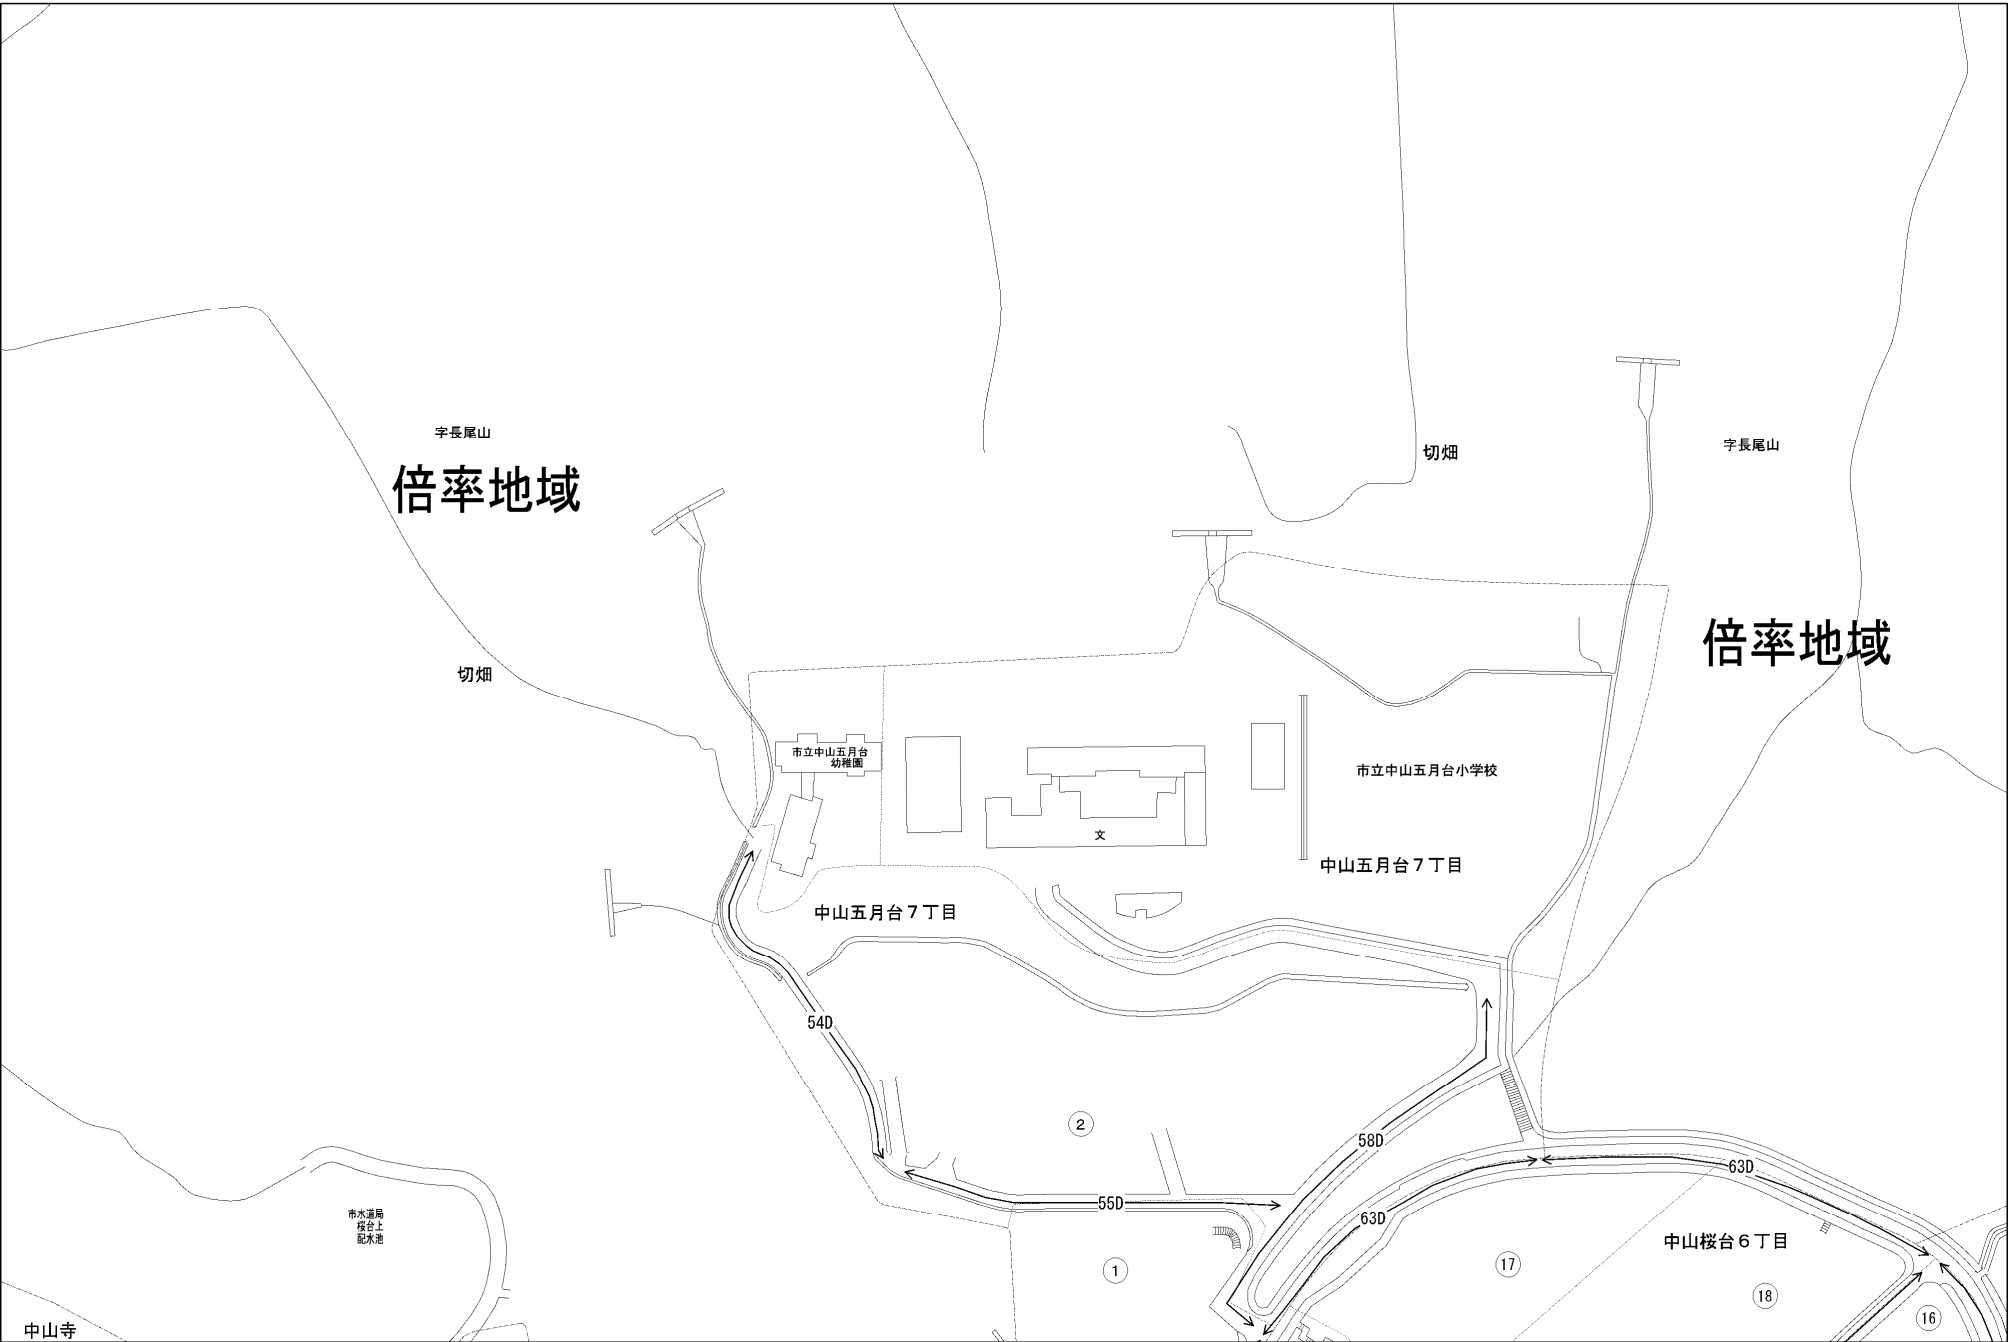 字長尾山
倍率地域
切畑
字長尾山
倍率地域
切畑
市立中山五月台
幼稚園
市立中山五月台小学校
文
中山五月台７丁目
中山五月台７丁目
54D
2
58D
63D
55D
63D
市水道局
桜台上
配水池
中山桜台６丁目
1
17
18
16
中山寺